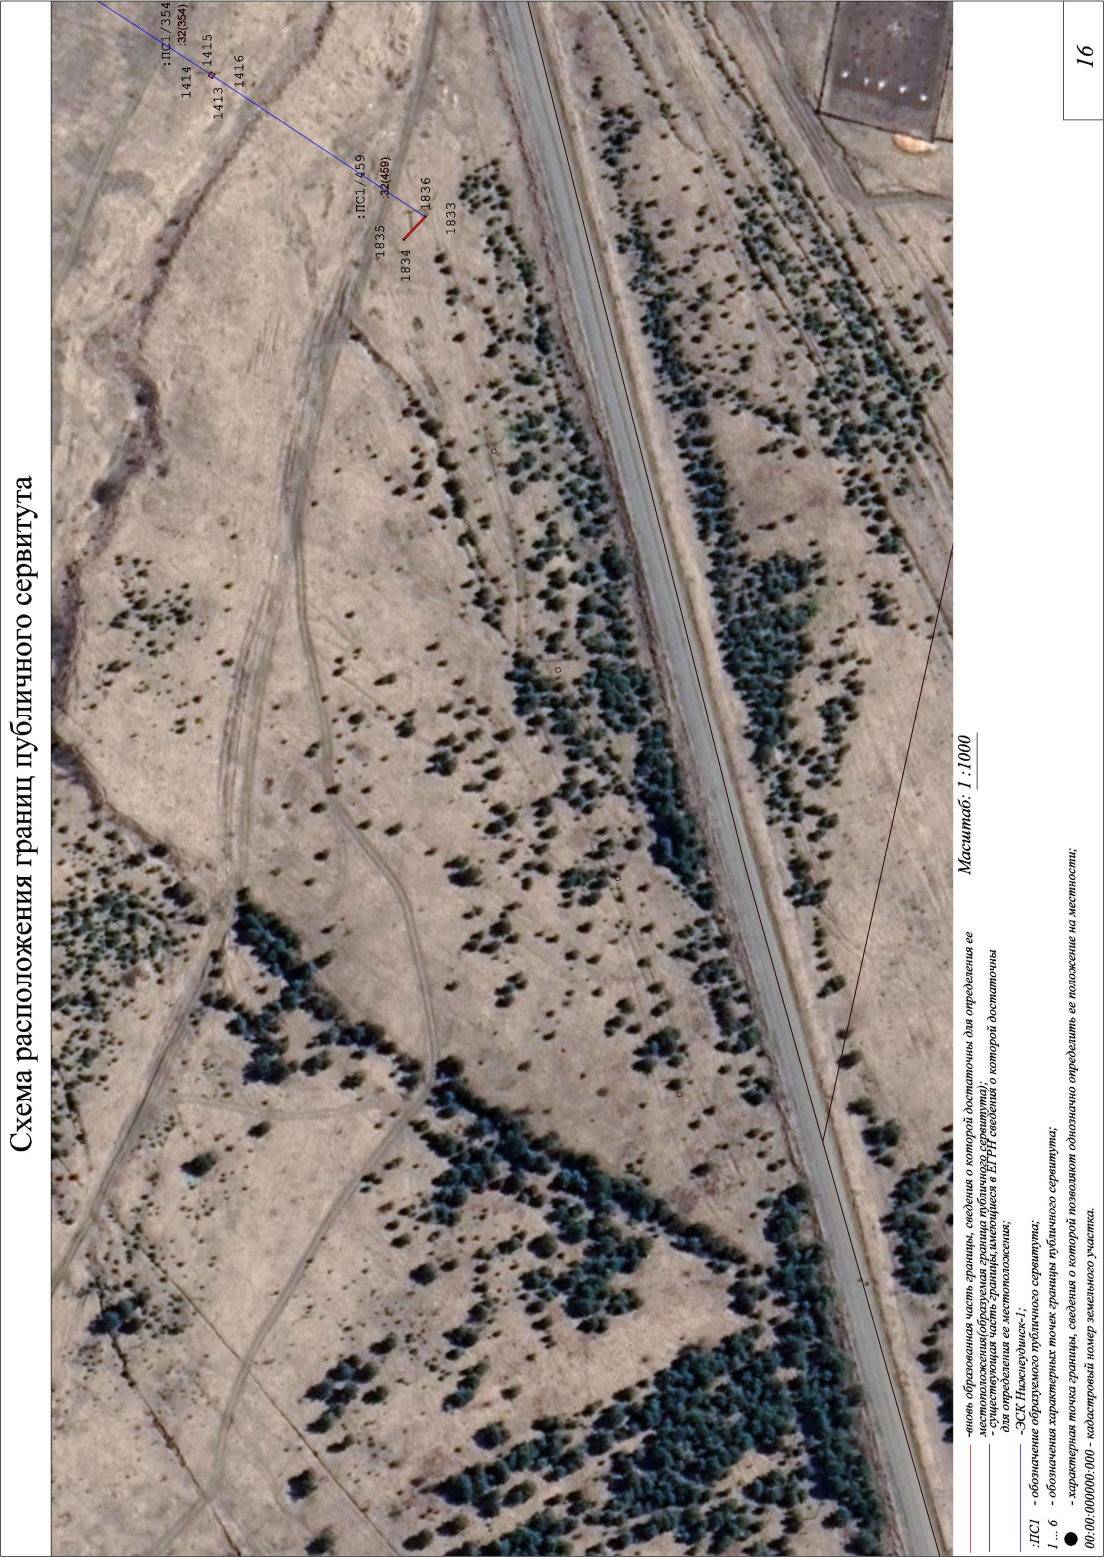 Схема расположения границ публичного сервитута
:ПС1/354
:32(354)
1414
1415
1413
1416
:ПС1/459
:32(459)
1835
1836
1834
1833
Масштаб: 1 :1000
-вновь образованная часть границы, сведения о которой достаточны для определения ее
местоположения(образуемая граница публичного сервитута);
- существующая часть границы,имеющиеся в ЕГРН сведения о которой достаточны
для определения ее местоположения;
-ЭСК Нижнеудинск-1;
:ПС1 - обозначение образуемого публичного сервитута;
1 ... 6 - обозначения характерных точек границы публичного сервитута;
- характерная точка границы, сведения о которой позволяют однозначно определить ее положение на местности;
00:00:000000:000 - кадастровый номер земельного участка.
16